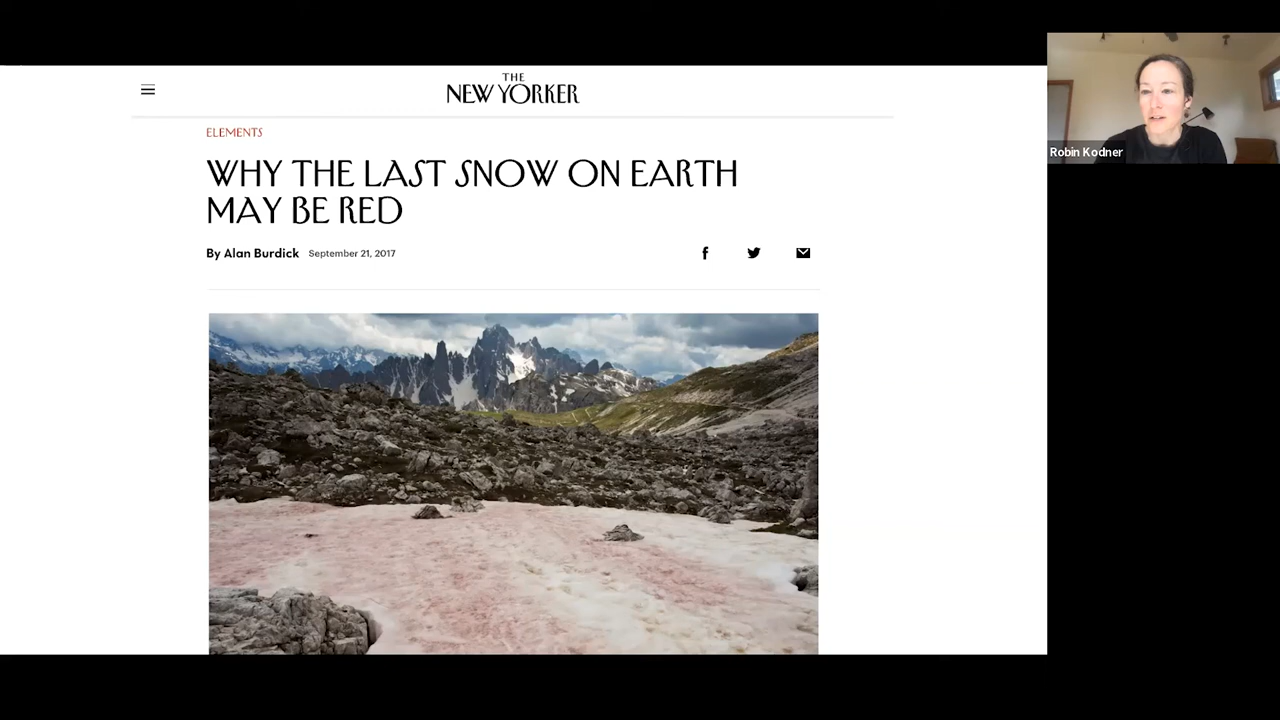 THE
NEW YORKER
ELEMENTS
WHY THE LAST SNOW ON EARTH
MAY BE RED
By Alan Burdick September 21, 2017
Robin Kodner